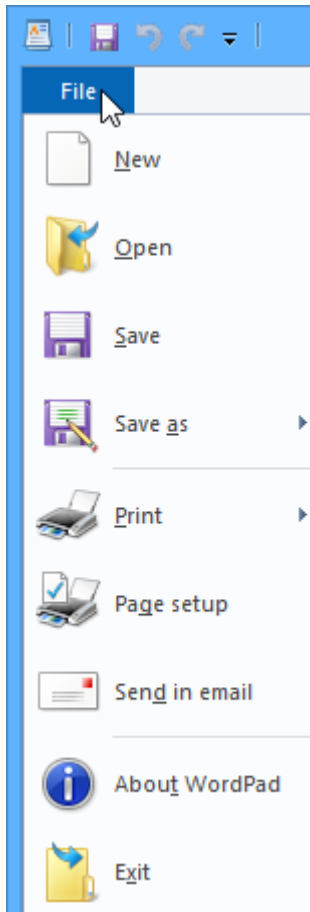 File
New
Open
Save
Save as
Print
Page setup
Send in email
About WordPad
Exit